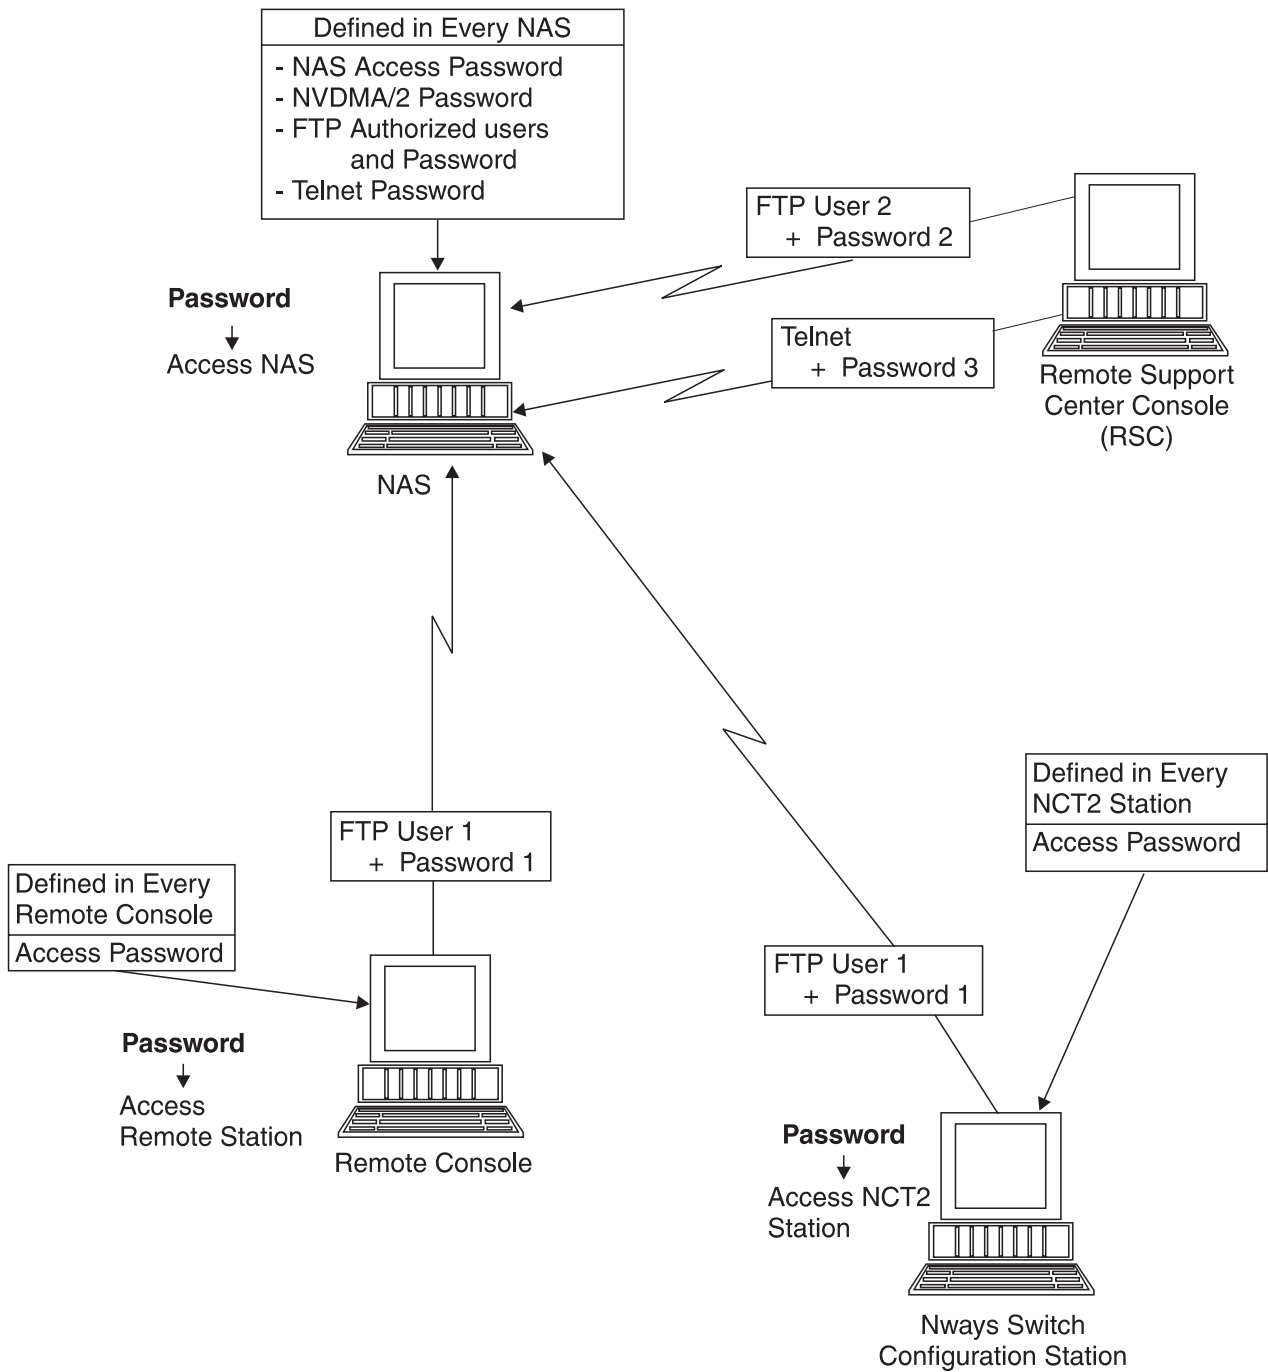 Defined in Every NAS
- NAS Access Password
- NVDMA/2 Password
- FTP Authorized users
and Password
- Telnet Password
FTP User 2
+ Password 2
Password
Access NAS
Telnet
+ Password 3
Remote Support
Center Console
(RSC)
NAS
Defined in Every
NCT2 Station
Access Password
FTP User 1
+ Password 1
Defined in Every
Remote Console
Access Password
FTP User 1
+ Password 1
Password
Access
Remote Station
Remote Console
Password
Access NCT2
Station
Nways Switch
Configuration Station